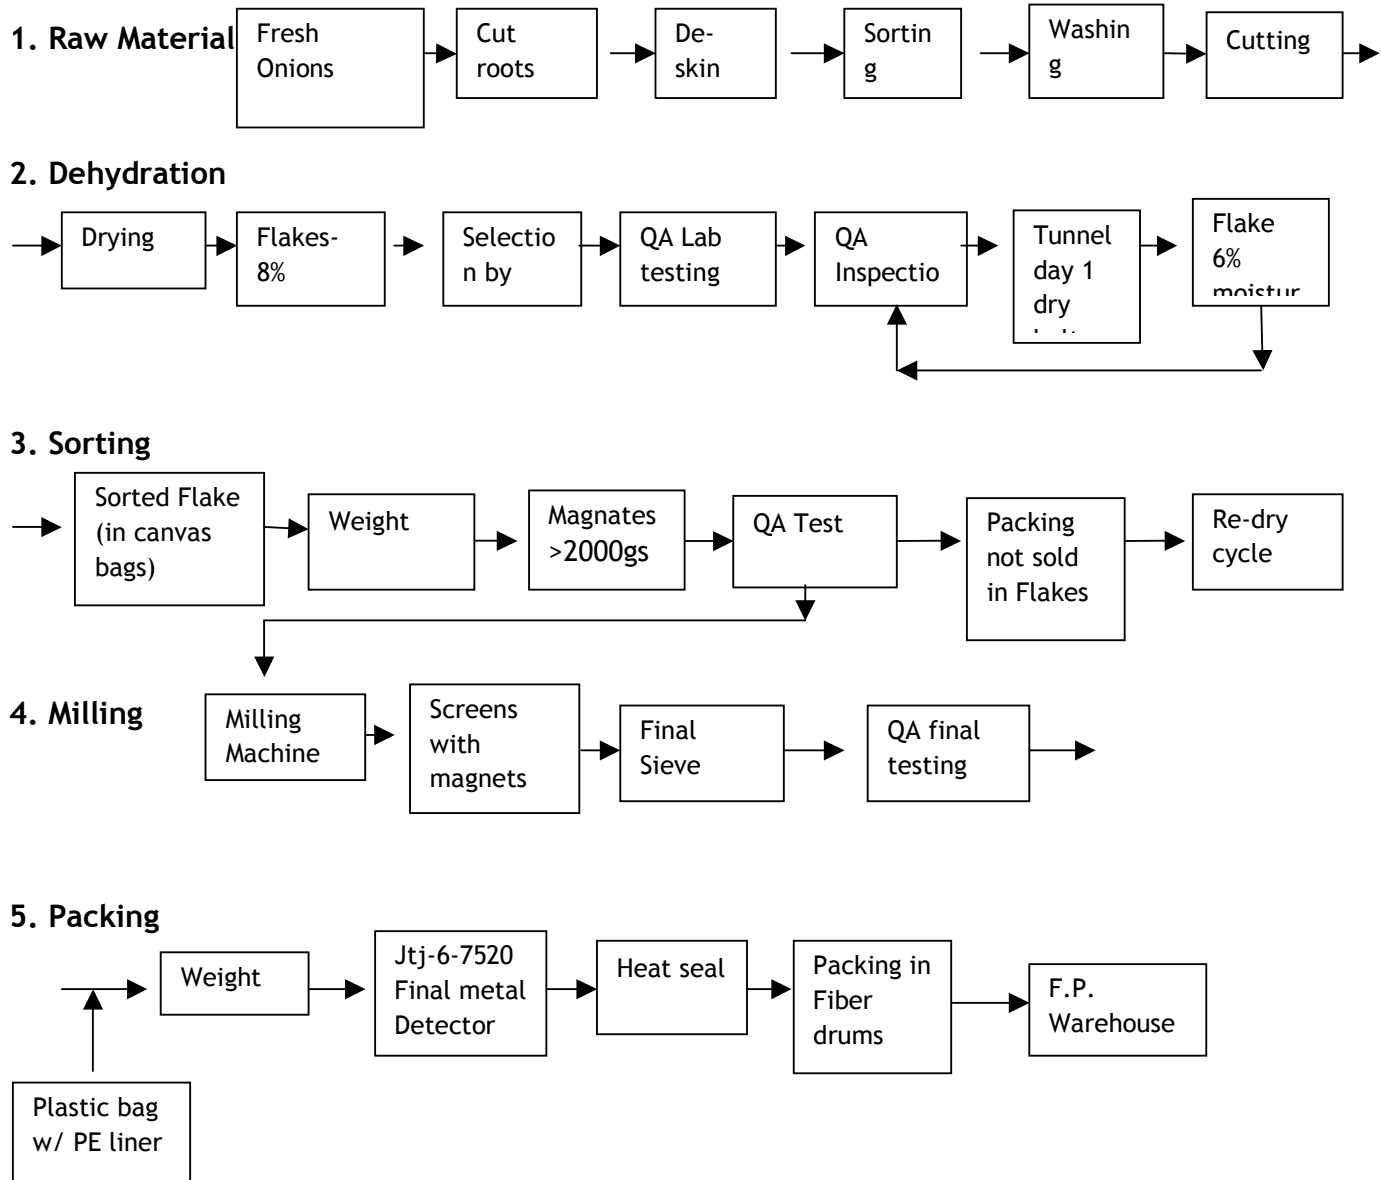 1. Raw Material
Fresh
Onions
Cut
roots
De-
skin
Sortin
g
Washin
g
Cutting
2. Dehydration
Drying
Flakes-
8%
Selectio
n by
QA Lab
testing
QA
Inspectio
Tunnel
day 1
dry
Flake
6%
moistur
3. Sorting
Sorted Flake
(in canvas
bags)
Weight
Magnates
>2000gs
QA Test
Packing
not sold
in Flakes
Re-dry
cycle
4. Milling
Milling
Machine
Screens
with
magnets
Final
Sieve
QA final
testing
5. Packing
Weight
Jtj-6-7520
Final metal
Detector
Heat seal
Packing in
Fiber
drums
F.P.
Warehouse
Plastic bag
w/ PE liner